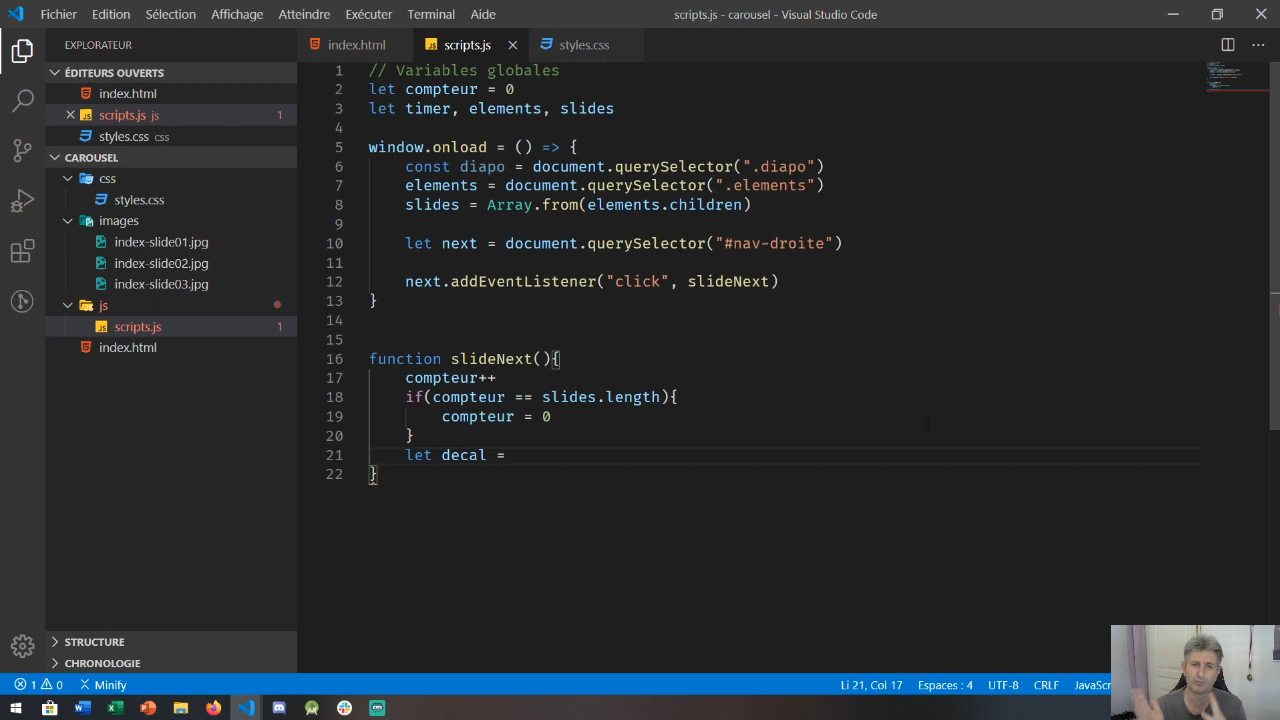 Fichier Edition Sélection Affichage Atteindre Exécuter Terminal Aide scripts.js - carousel - Visual Studio Code
EXPLORATEUR
ÉDITEURS OUVERTS
index.html
scripts.js js 1
styles.css css
CAROUSEL
css
styles.css
images
index-slide01.jpg
index-slide02.jpg
index-slide03.jpg
js
JS scripts.js 1
index.html
STRUCTURE
CHRONOLOGIE
index.html JS scripts.js styles.css
1 // Variables globales
2 let compteur = 0
3 let timer, elements, slides
4
5 window.onload = () => {
6 const diapo = document.querySelector(".diapo")
7 elements = document.querySelector(".elements")
8 slides = Array.from(elements.children)
9
10 let next = document.querySelector("#nav-droite")
11
12 next.addEventListener("click", slideNext)
13 }
14
15
16 function slideNext(){
17 compteur++
18 if(compteur == slides.length){
19 compteur = 0
20 }
21 let decal =
22 }
1 0 Minify Li 21, Col 17 Espaces : 4 UTF-8 CRLF JavaScr